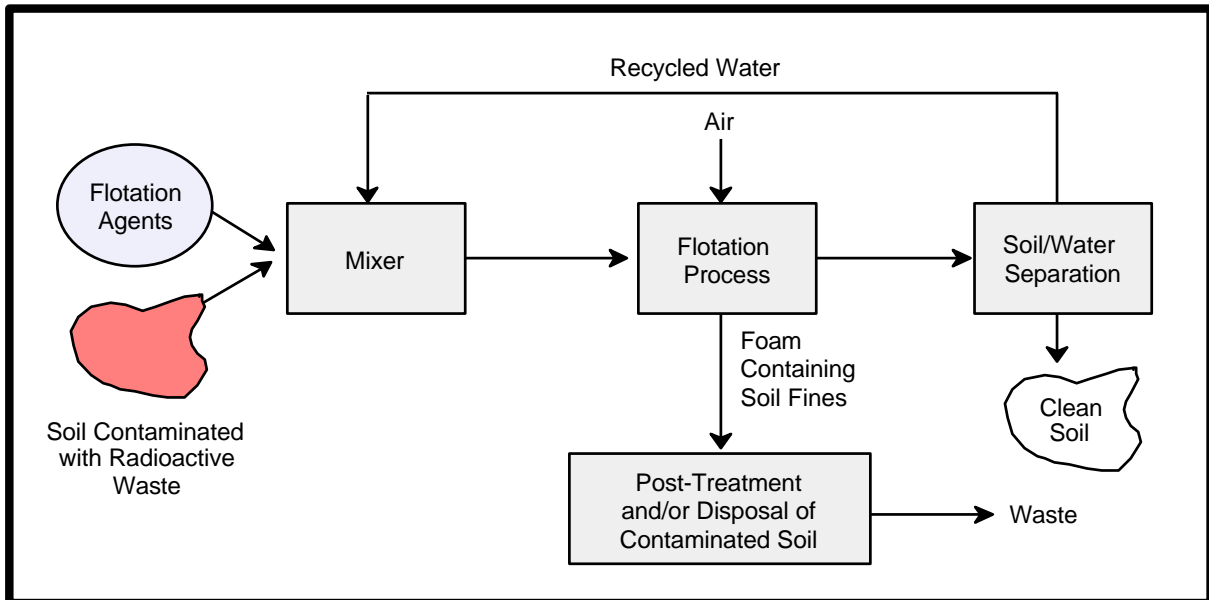 Recycled Water
Air
Flotation
Agents
Mixer
Flotation
Process
Soil/Water
Separation
Soil Contaminated
with Radioactive
Waste
Foam
Containing
Soil Fines
Clean
Soil
Post-Treatment
and/or Disposal of
Contaminated Soil
Waste